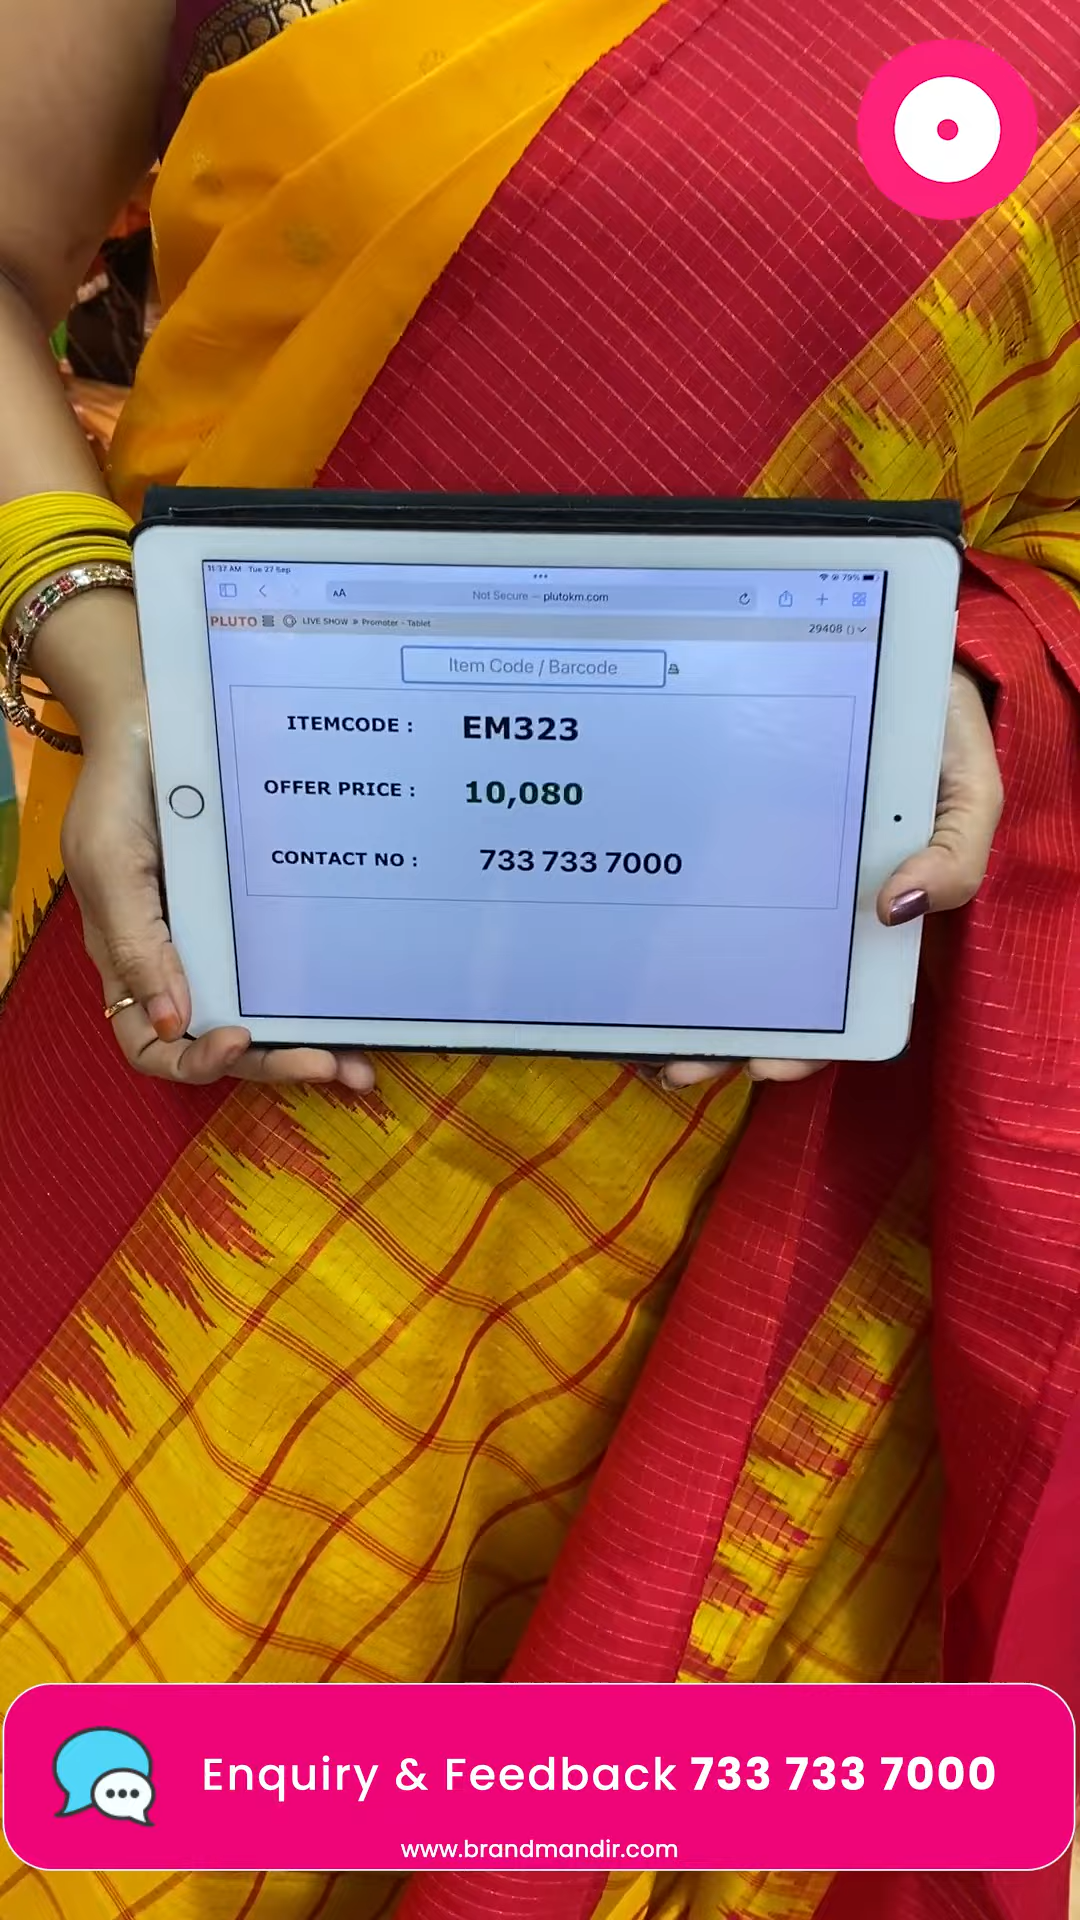 11:37 AM Tue 27 Sep
79%
AA
Not Secure — plutokm.com
PLUTO LIVE SHOW » Promoter - Tablet
29408 ()
Item Code / Barcode
ITEMCODE : EM323
OFFER PRICE : 10,080
CONTACT NO : 733 733 7000
Enquiry & Feedback 733 733 7000
www.brandmandir.com